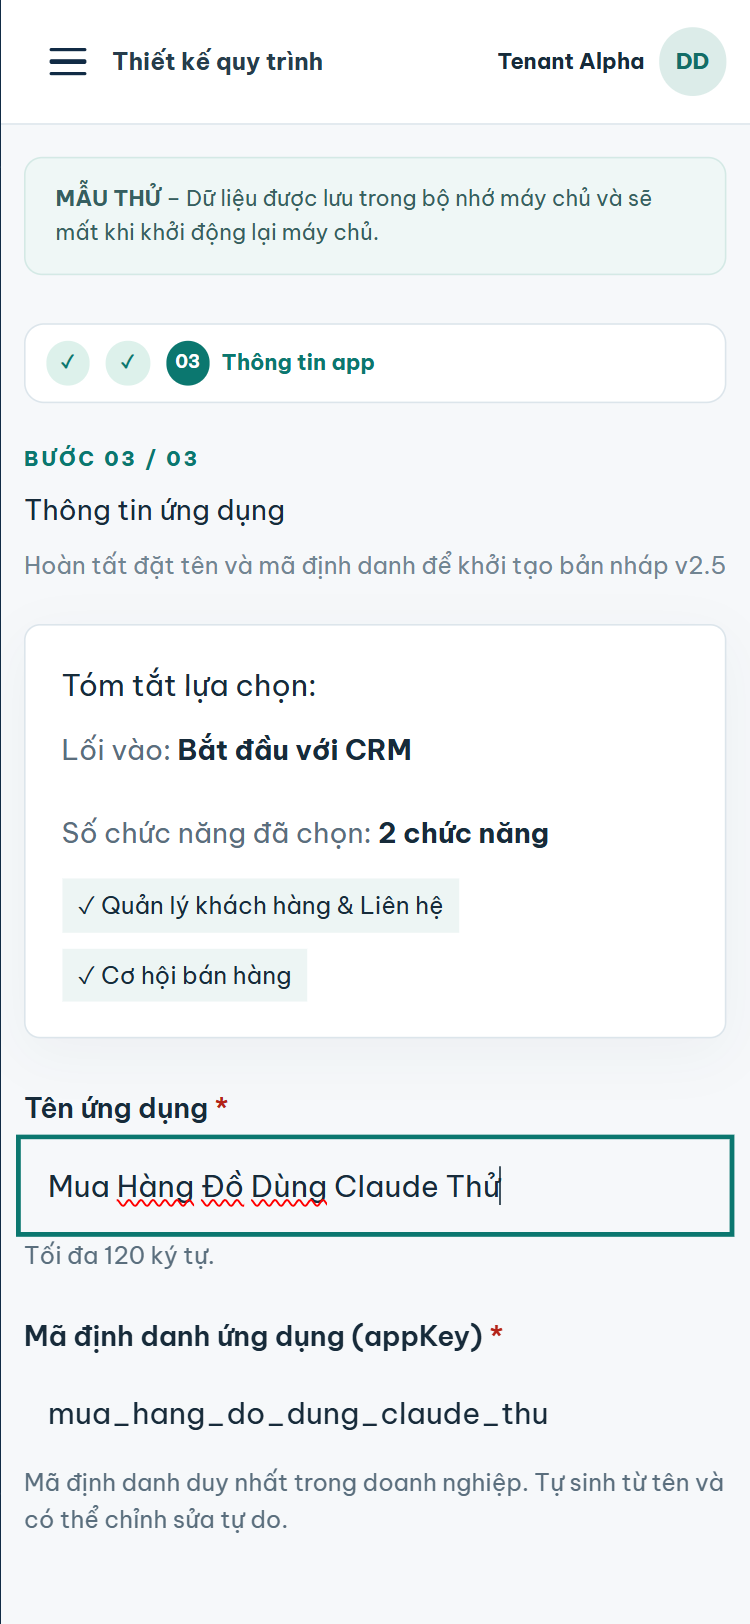 Thiết kế quy trình
Tenant Alpha
DD
MẪU THỬ – Dữ liệu được lưu trong bộ nhớ máy chủ và sẽ
mất khi khởi động lại máy chủ.
✓ ✓ 03 Thông tin app
BƯỚC 03 / 03
Thông tin ứng dụng
Hoàn tất đặt tên và mã định danh để khởi tạo bản nháp v2.5
Tóm tắt lựa chọn:
Lối vào: Bắt đầu với CRM
Số chức năng đã chọn: 2 chức năng
✓ Quản lý khách hàng & Liên hệ
✓ Cơ hội bán hàng
Tên ứng dụng *
Mua Hàng Đồ Dùng Claude Thử
Tối đa 120 ký tự.
Mã định danh ứng dụng (appKey) *
mua_hang_do_dung_claude_thu
Mã định danh duy nhất trong doanh nghiệp. Tự sinh từ tên và
có thể chỉnh sửa tự do.